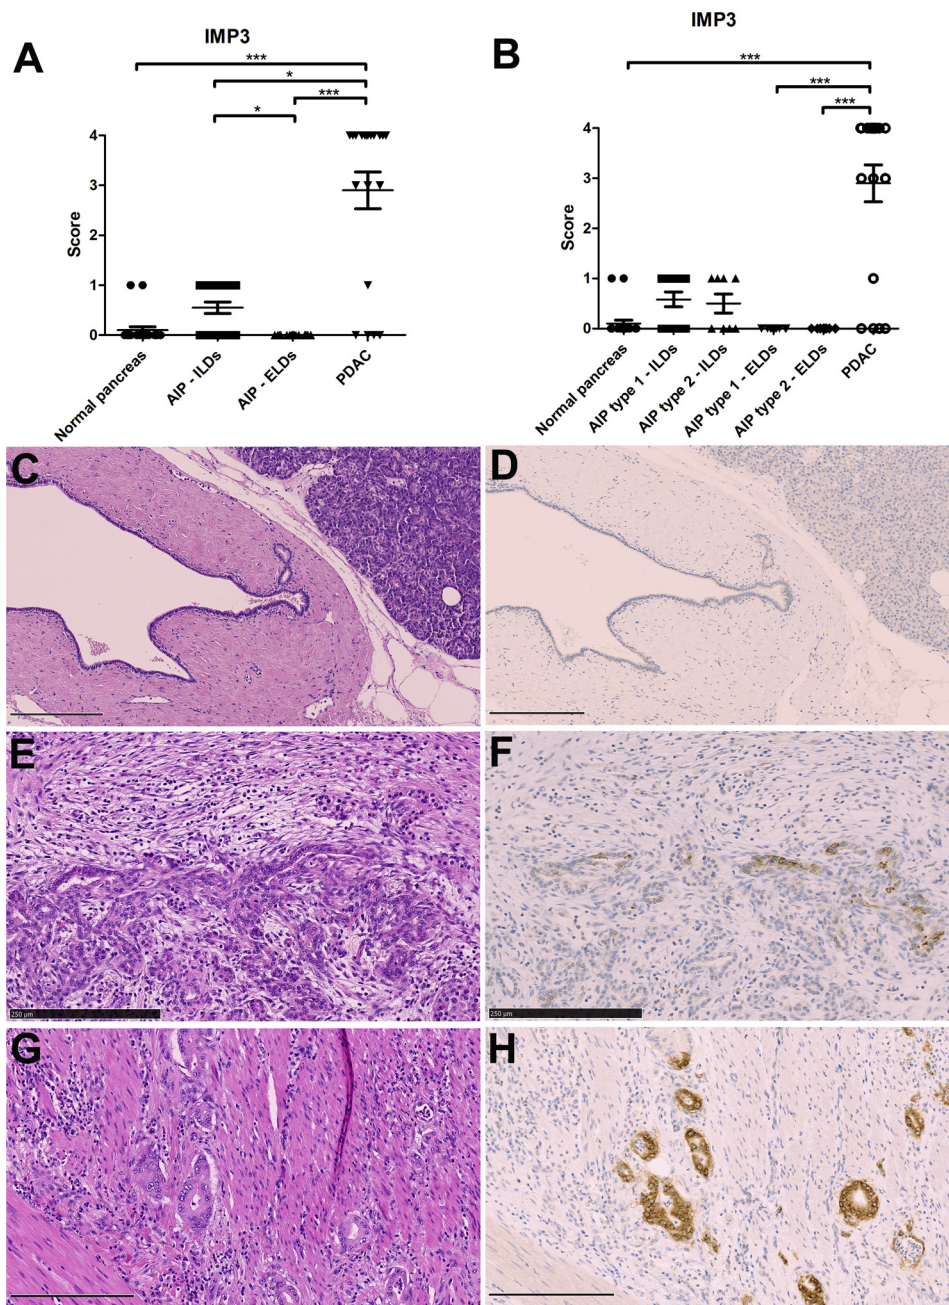 A
IMP3
***
*
***
*
Score
4
3
2
1
0
Normal pancreas
AIP - ILDs
AIP - ELDs
PDAC
B
IMP3
***
***
***
Score
4
3
2
1
0
Normal pancreas
AIP type 1 - ILDs
AIP type 2 - ILDs
AIP type 1 - ELDs
AIP type 2 - ELDs
PDAC
C
D
E
250 µm
F
250 µm
G
H